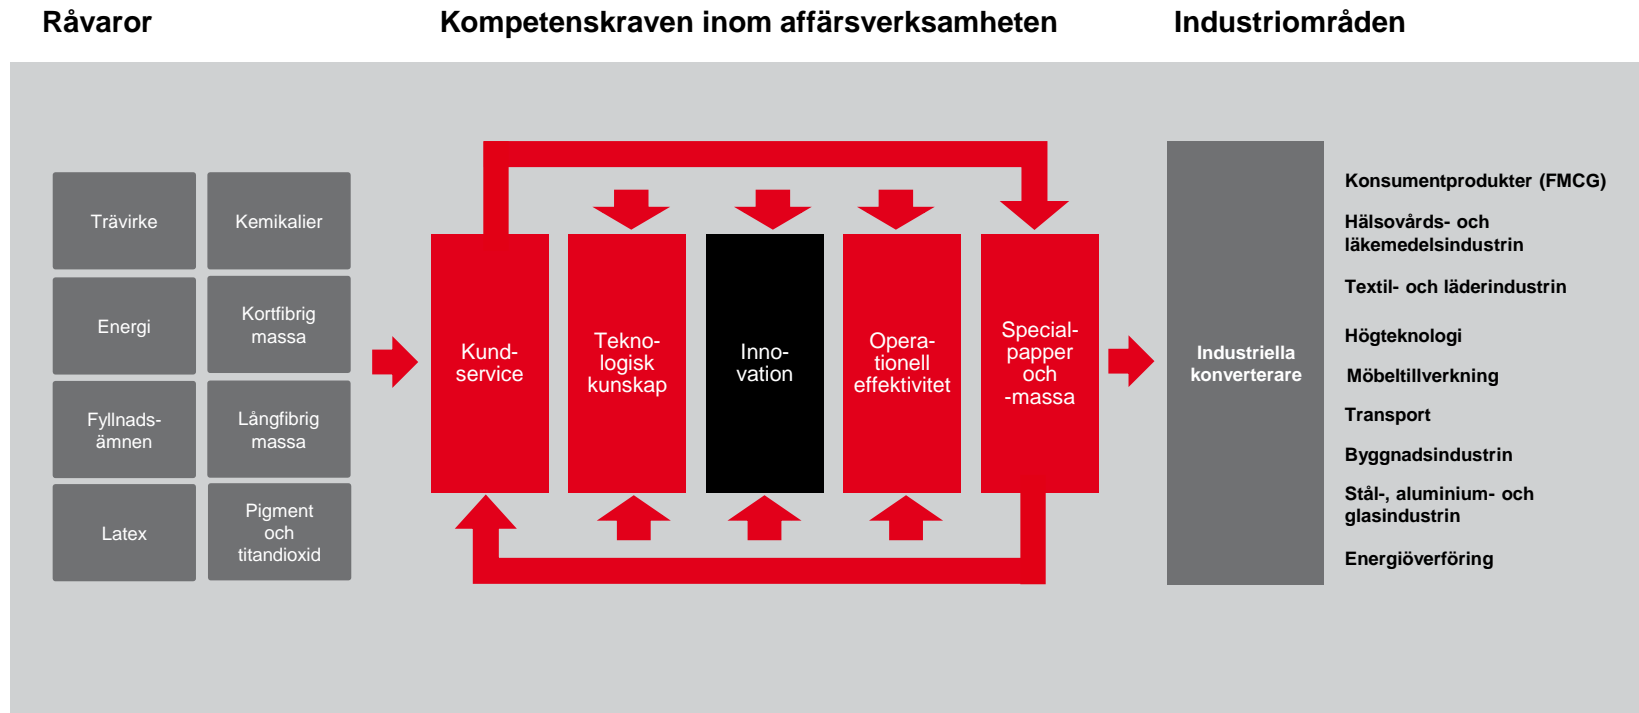 Råvaror
Kompetenskraven inom affärsverksamheten
Industriområden
Trävirke
Kemikalier
Energi
Kortfibrig
massa
Fyllnads-
ämnen
Långfibrig
massa
Latex
Pigment
och
titandioxid
Kund-
service
Tekno-
logisk
kunskap
Inno-
vation
Opera-
tionell
effektivitet
Special-
papper
och
-massa
Industriella
konverterare
Konsumentprodukter (FMCG)
Hälsovårds- och
läkemedelsindustrin
Textil- och läderindustrin
Högteknologi
Möbeltillverkning
Transport
Byggnadsindustrin
Stål-, aluminium- och
glasindustrin
Energiöverföring